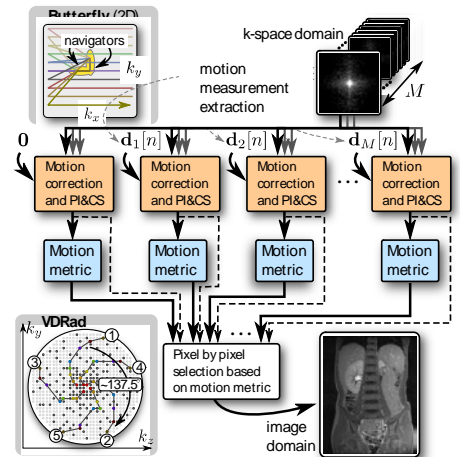 Butterfly (2D)
navigators
k_y
k_x
k-space domain
M
motion
measurement
extraction
0
d_1[n]
d_2[n]
d_M[n]
Motion
correction
and PI&CS
Motion
correction
and PI&CS
Motion
correction
and PI&CS
...
Motion
correction
and PI&CS
Motion
metric
Motion
metric
Motion
metric
Motion
metric
VDRad
k_y
1
3
4
~137.5°
5
2
k_z
...
Pixel by pixel
selection based
on motion metric
image
domain